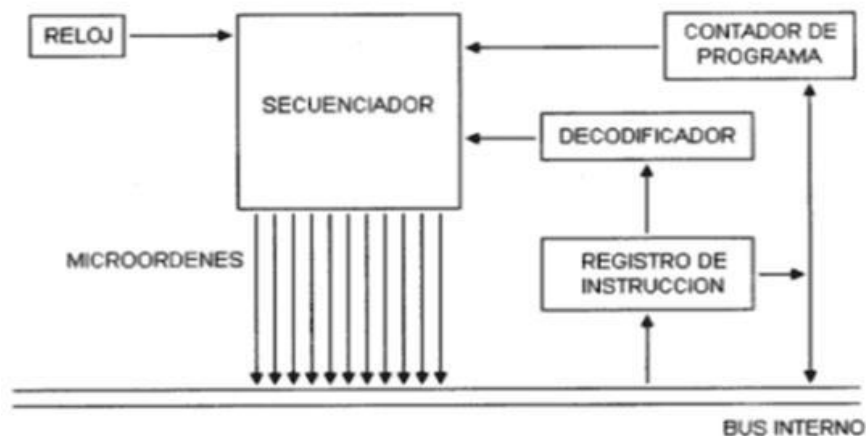 RELOJ
CONTADOR DE
PROGRAMA
SECUENCIADOR
DECODIFICADOR
MICROORDENES
REGISTRO DE
INSTRUCCION
BUS INTERNO